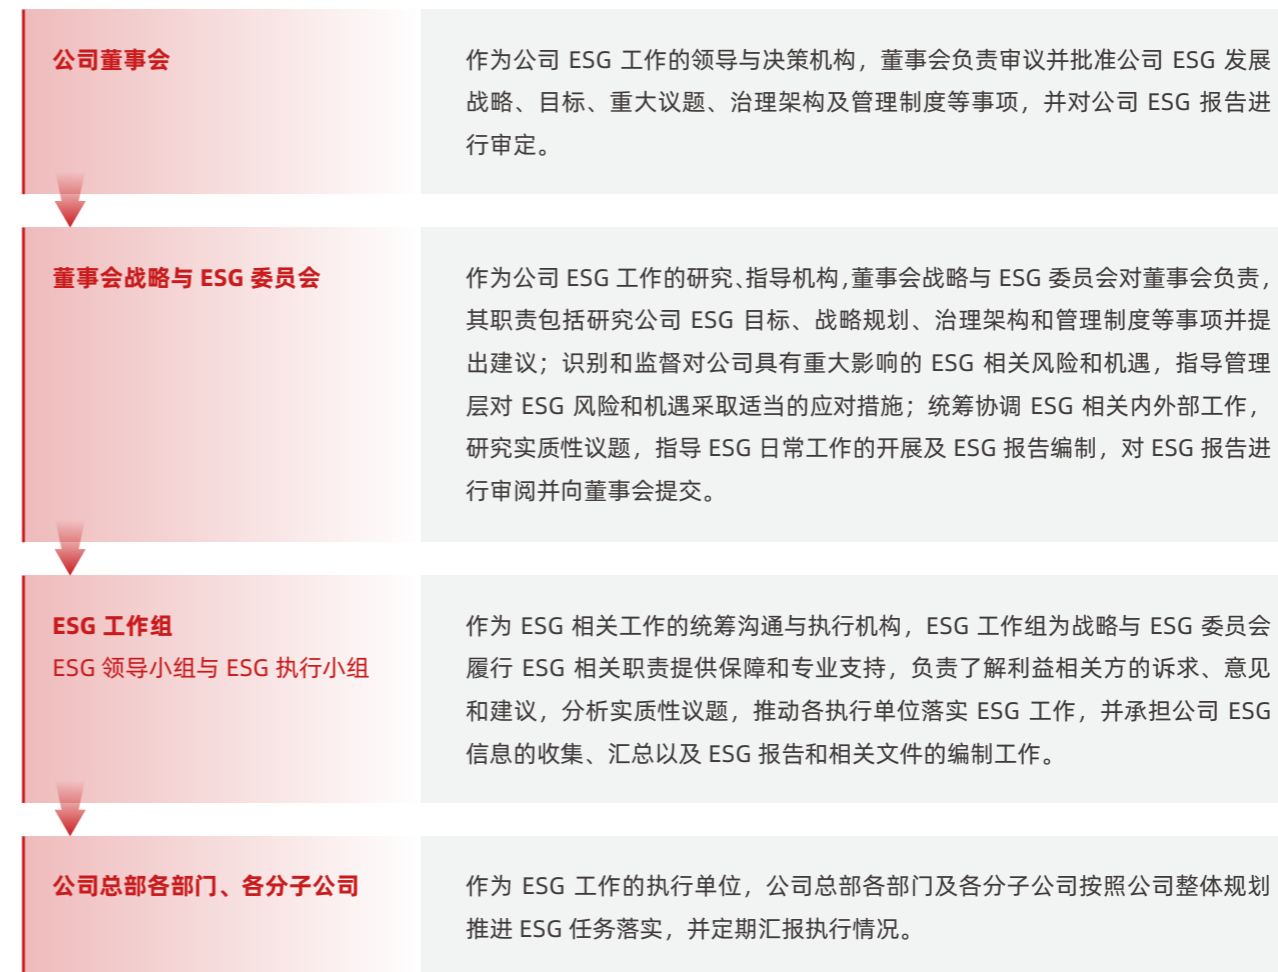 公司董事会
作为公司 ESG 工作的领导与决策机构，董事会负责审议并批准公司 ESG 发展
战略、目标、重大议题、治理架构及管理制度等事项，并对公司 ESG 报告进
行审定。
董事会战略与 ESG 委员会
作为公司 ESG 工作的研究、指导机构，董事会战略与 ESG 委员会对董事会负责，
其职责包括研究公司 ESG 目标、战略规划、治理架构和管理制度等事项并提
出建议；识别和监督对公司具有重大影响的 ESG 相关风险和机遇，指导管理
层对 ESG 风险和机遇采取适当的应对措施；统筹协调 ESG 相关内外部工作，
研究实质性议题，指导 ESG 日常工作的开展及 ESG 报告编制，对 ESG 报告进
行审阅并向董事会提交。
ESG 工作组
ESG 领导小组与 ESG 执行小组
作为 ESG 相关工作的统筹沟通与执行机构，ESG 工作组为战略与 ESG 委员会
履行 ESG 相关职责提供保障和专业支持，负责了解利益相关方的诉求、意见
和建议，分析实质性议题，推动各执行单位落实 ESG 工作，并承担公司 ESG
信息的收集、汇总以及 ESG 报告和相关文件的编制工作。
公司总部各部门、各分子公司
作为 ESG 工作的执行单位，公司总部各部门及各分子公司按照公司整体规划
推进 ESG 任务落实，并定期汇报执行情况。